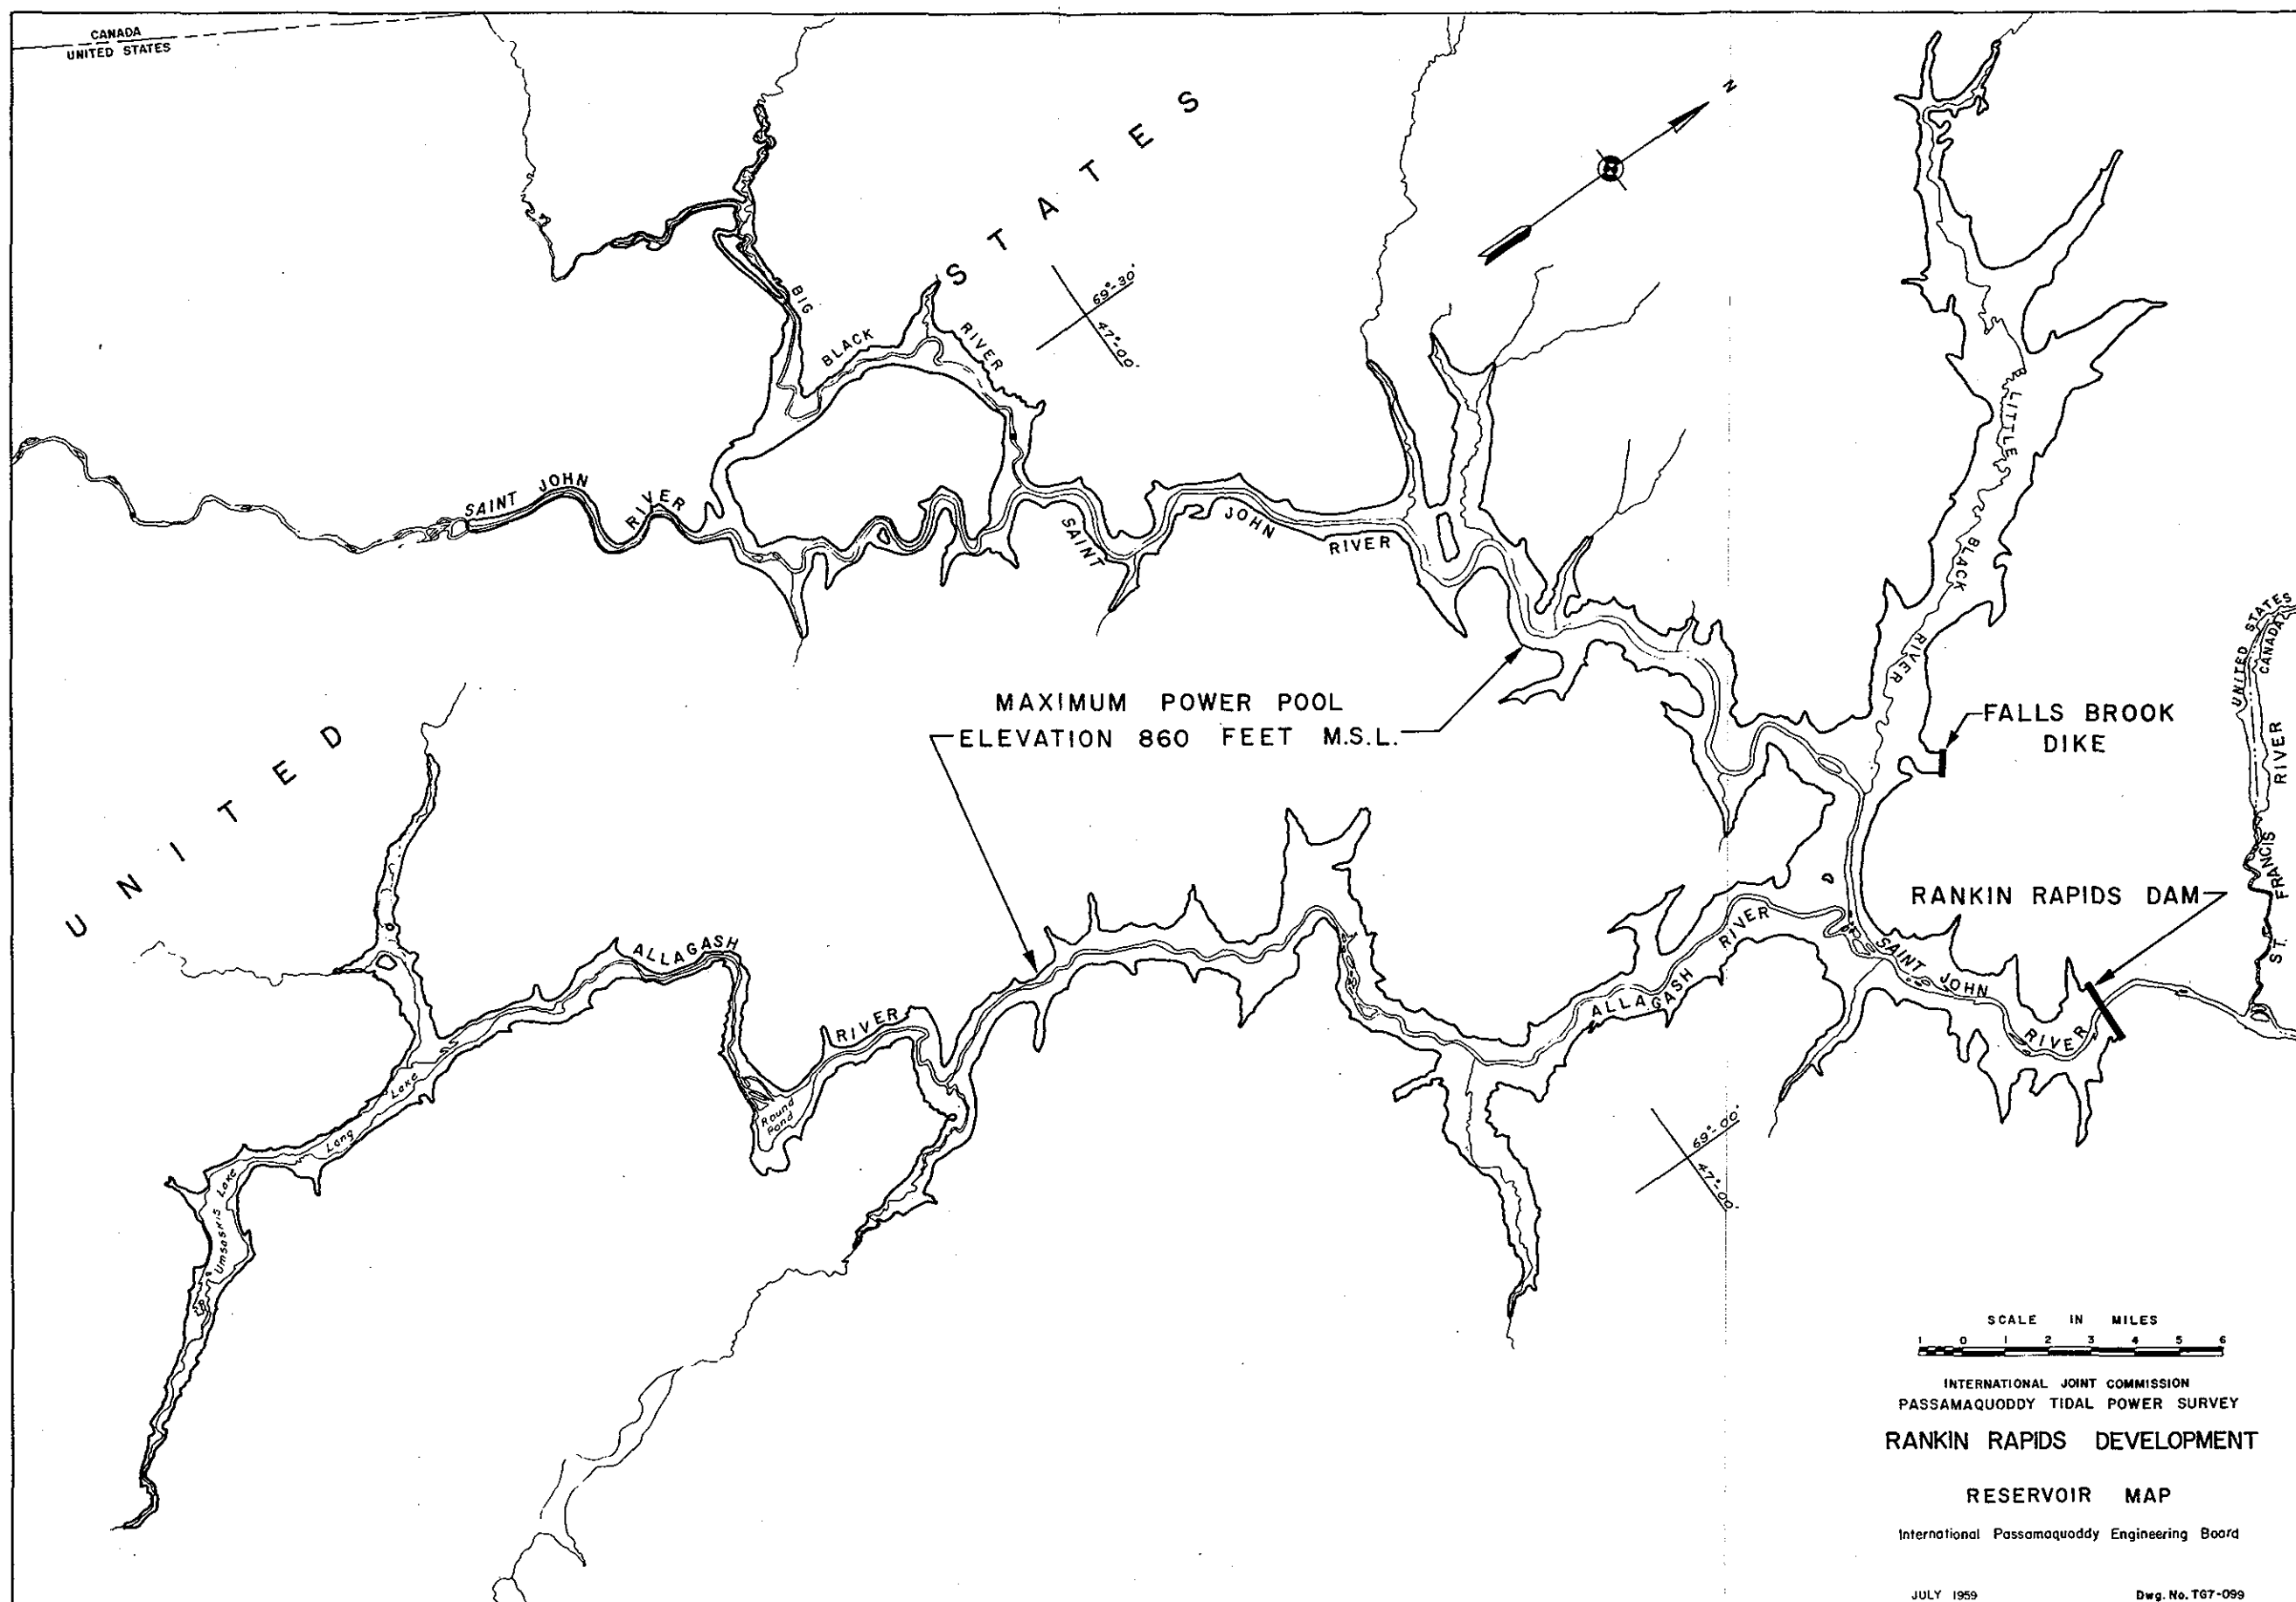 CANADA
UNITED STATES
UNITED STATES
N
BIG
BLACK
RIVER
69°-30'
47°-00'
SAINT JOHN
RIVER
SAINT
JOHN
RIVER
LITTLE
BLACK
RIVER
UNITED STATES
CANADA
ST. FRANCIS RIVER
MAXIMUM POWER POOL
ELEVATION 860 FEET M.S.L.
FALLS BROOK
DIKE
RANKIN RAPIDS DAM
ALLAGASH
RIVER
ALLAGASH
RIVER
SAINT
JOHN
RIVER
Round
Pond
Long Lake
Umsaskis Lake
69°-00'
47°-00'
SCALE IN MILES
1 0 1 2 3 4 5 6
INTERNATIONAL JOINT COMMISSION
PASSAMAQUODDY TIDAL POWER SURVEY
RANKIN RAPIDS DEVELOPMENT
RESERVOIR MAP
International Passamaquoddy Engineering Board
JULY 1959 Dwg. No. TG7-099